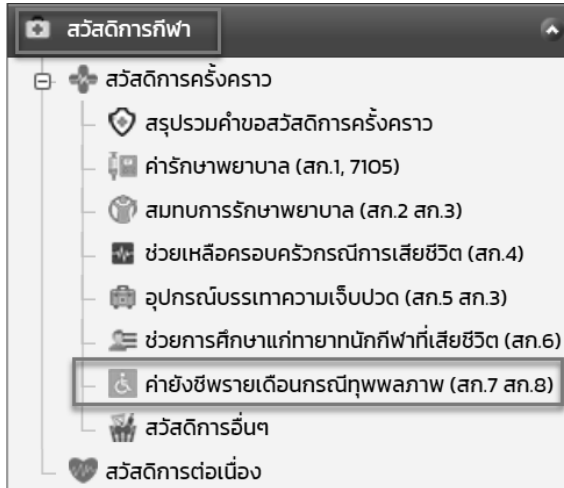 สวัสดิการกีฬา
สวัสดิการครั้งคราว
สรุปรวมคำขอสวัสดิการครั้งคราว
ค่ารักษาพยาบาล (สก.1, 7105)
สมทบการรักษาพยาบาล (สก.2 สก.3)
ช่วยเหลือครอบครัวกรณีการเสียชีวิต (สก.4)
อุปกรณ์บรรเทาความเจ็บปวด (สก.5 สก.3)
ช่วยการศึกษาแก่ทายาทนักกีฬาที่เสียชีวิต (สก.6)
ค่ายังชีพรายเดือนกรณีทุพพลภาพ (สก.7 สก.8)
สวัสดิการอื่นๆ
สวัสดิการต่อเนื่อง